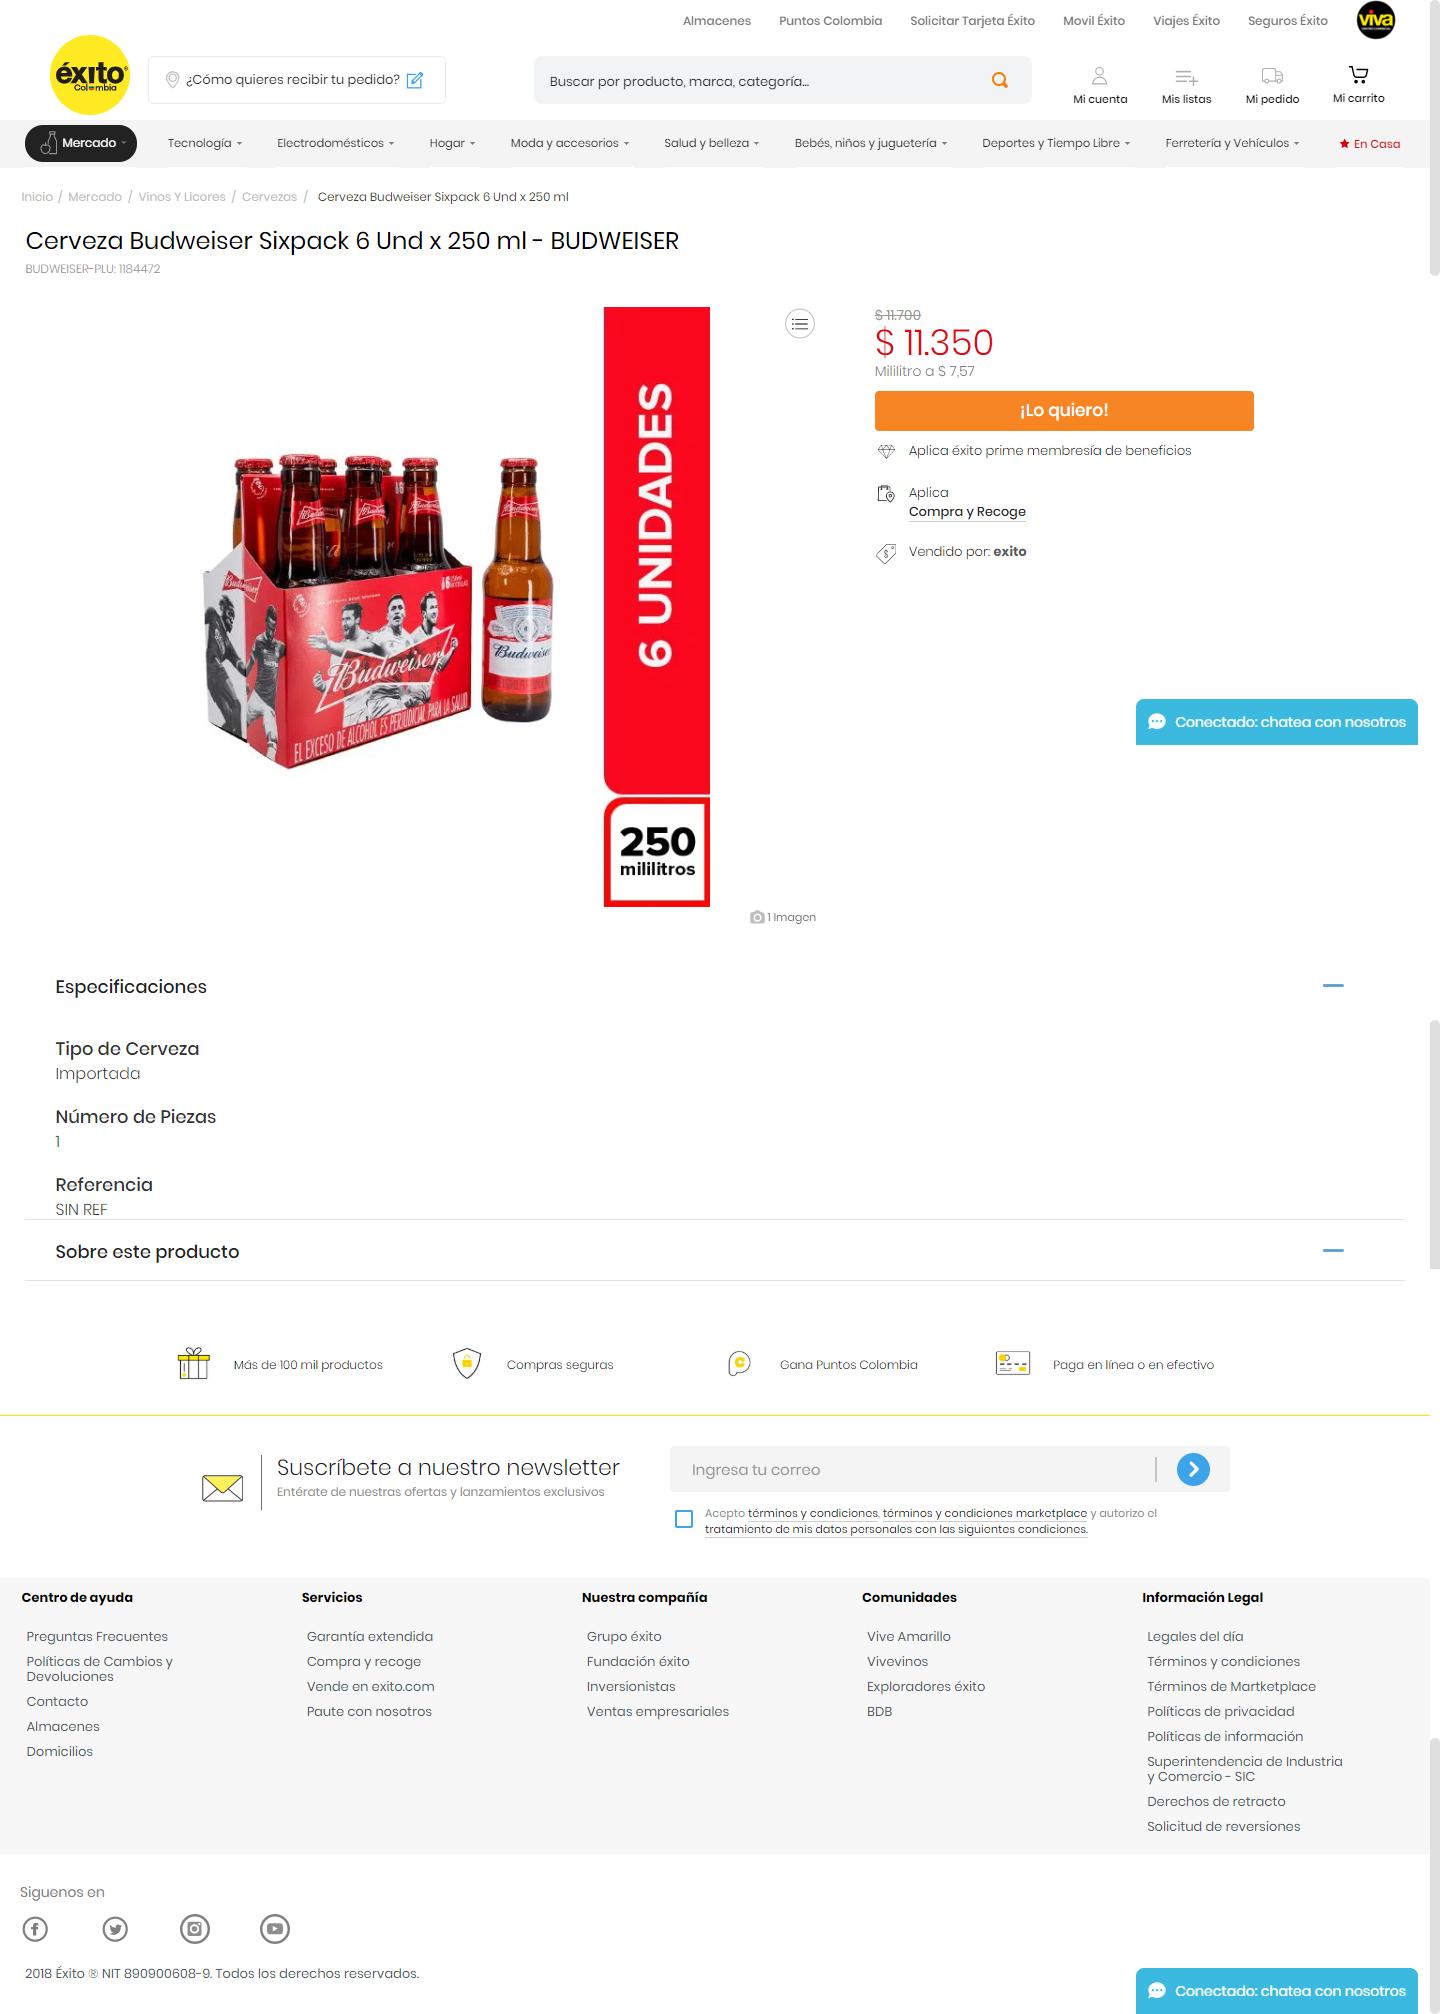 Almacenes
Puntos Colombia
Solicitar Tarjeta Éxito
Movil Éxito
Viajes Éxito
Seguros Éxito
viva
éxito
Colombia
¿Cómo quieres recibir tu pedido?
Buscar por producto, marca, categoría...
Mi cuenta
Mis listas
Mi pedido
Mi carrito
Mercado
Tecnología
Electrodomésticos
Hogar
Moda y accesorios
Salud y belleza
Bebés, niños y juguetería
Deportes y Tiempo Libre
Ferretería y Vehículos
En Casa
Inicio / Mercado / Vinos Y Licores / Cervezas / Cerveza Budweiser Sixpack 6 Und x 250 ml
Cerveza Budweiser Sixpack 6 Und x 250 ml - BUDWEISER
BUDWEISER-PLU: 1184472
Budweiser
EL EXCESO DE ALCOHOL ES PERJUDICIAL PARA LA SALUD
Budweiser
6 UNIDADES
250
mililitros
1 Imagen
$ 11.700
$ 11.350
Mililitro a $ 7,57
¡Lo quiero!
Aplica éxito prime membresía de beneficios
Aplica
Compra y Recoge
Vendido por: exito
Conectado: chatea con nosotros
Especificaciones
Tipo de Cerveza
Importada
Número de Piezas
1
Referencia
SIN REF
Sobre este producto
Más de 100 mil productos
Compras seguras
Gana Puntos Colombia
Paga en línea o en efectivo
Suscríbete a nuestro newsletter
Entérate de nuestras ofertas y lanzamientos exclusivos
Ingresa tu correo
Acepto términos y condiciones, términos y condiciones marketplace y autorizo el
tratamiento de mis datos personales con las siguientes condiciones.
Centro de ayuda
Preguntas Frecuentes
Políticas de Cambios y
Devoluciones
Contacto
Almacenes
Domicilios
Servicios
Garantía extendida
Compra y recoge
Vende en exito.com
Paute con nosotros
Nuestra compañía
Grupo éxito
Fundación éxito
Inversionistas
Ventas empresariales
Comunidades
Vive Amarillo
Vivevinos
Exploradores éxito
BDB
Información Legal
Legales del día
Términos y condiciones
Términos de Martketplace
Políticas de privacidad
Políticas de información
Superintendencia de Industria
y Comercio - SIC
Derechos de retracto
Solicitud de reversiones
Siguenos en
2018 Éxito ® NIT 890900608-9. Todos los derechos reservados.
Conectado: chatea con nosotros